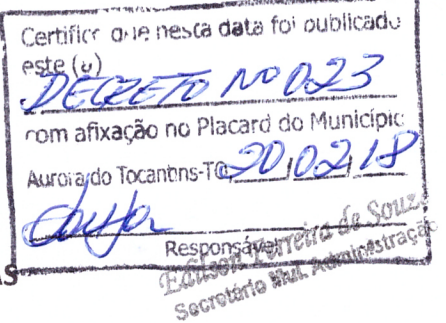 Certifico que nesta data foi publicado
este (a)
DECRETO Nº 023
com afixação no Placard do Município
Aurora do Tocantins-TO, 20/02/18
Responsável
Ferreira de Souza
Secretário Mul. Administração